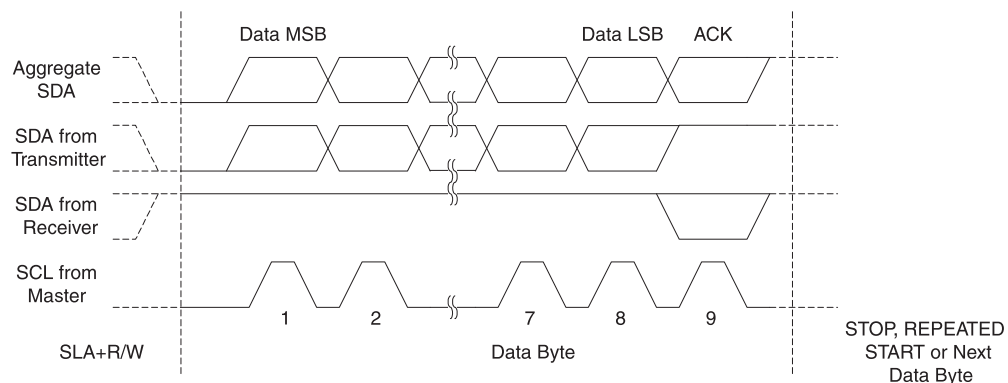 Data MSB
Data LSB
ACK
Aggregate
SDA
SDA from
Transmitter
SDA from
Receiver
SCL from
Master
1
2
7
8
9
SLA+R/W
Data Byte
STOP, REPEATED
START or Next
Data Byte